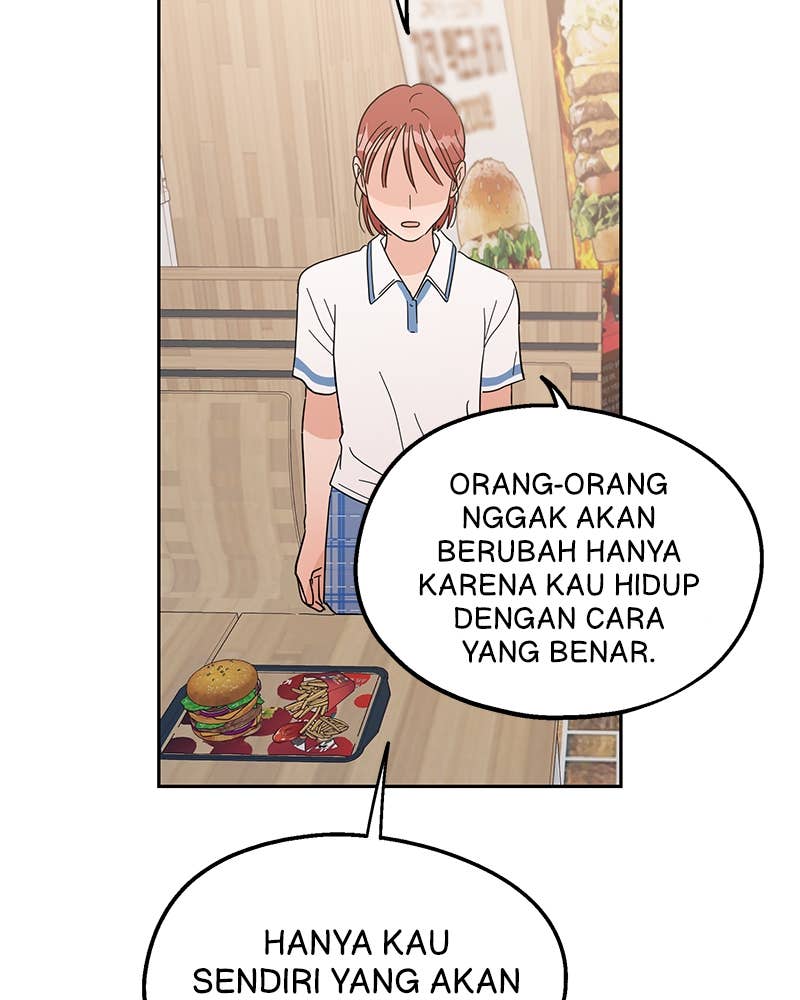 ORANG-ORANG
NGGAK AKAN
BERUBAH HANYA
KARENA KAU HIDUP
DENGAN CARA
YANG BENAR.
HANYA KAU
SENDIRI YANG AKAN